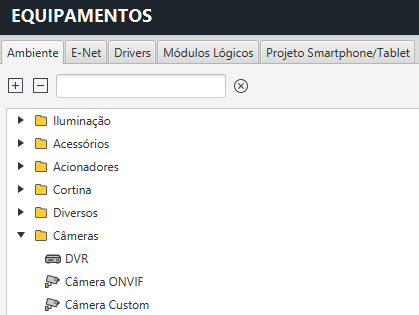 EQUIPAMENTOS
Ambiente E-Net Drivers Módulos Lógicos Projeto Smartphone/Tablet
Iluminação
Acessórios
Acionadores
Cortina
Diversos
Câmeras
DVR
Câmera ONVIF
Câmera Custom